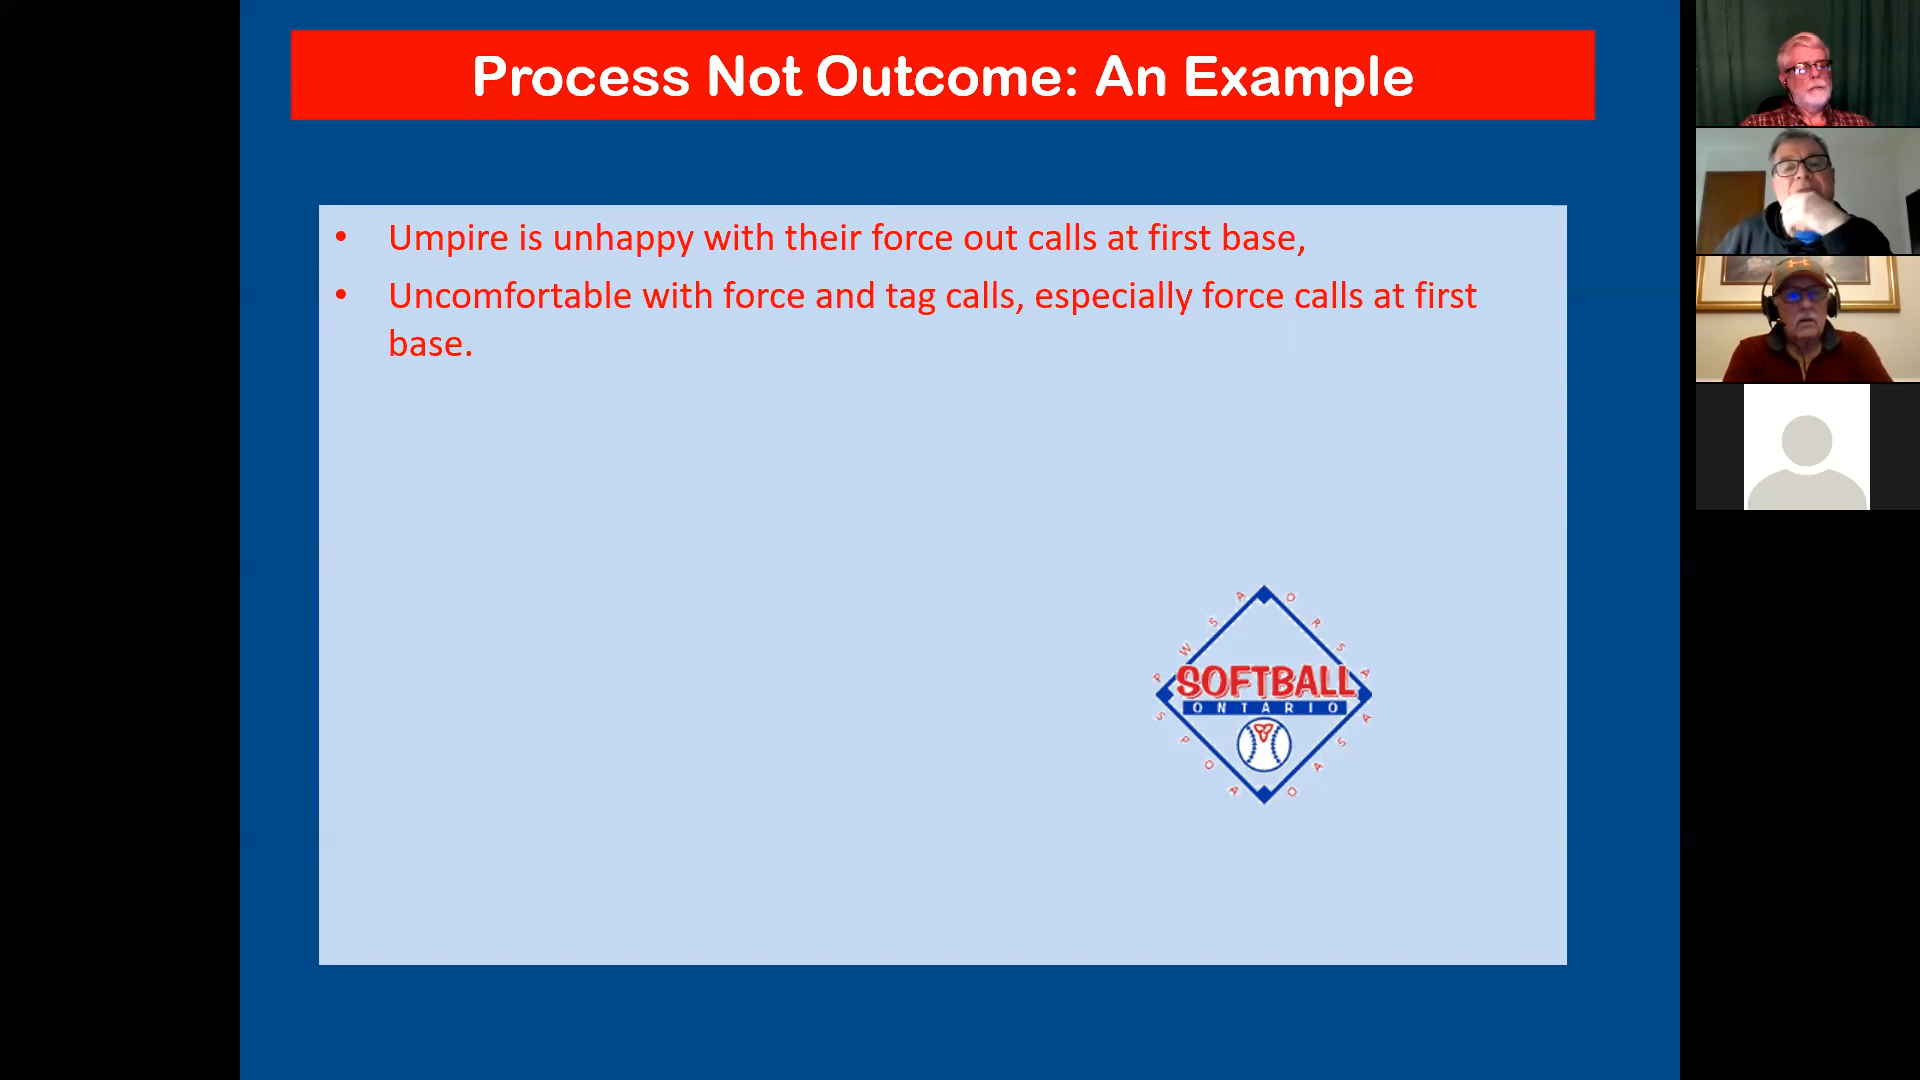 Process Not Outcome: An Example
• Umpire is unhappy with their force out calls at first base,
• Uncomfortable with force and tag calls, especially force calls at first
base.
P W S A
O R S A
SOFTBALL
ONTARIO
S P O A
A S A O